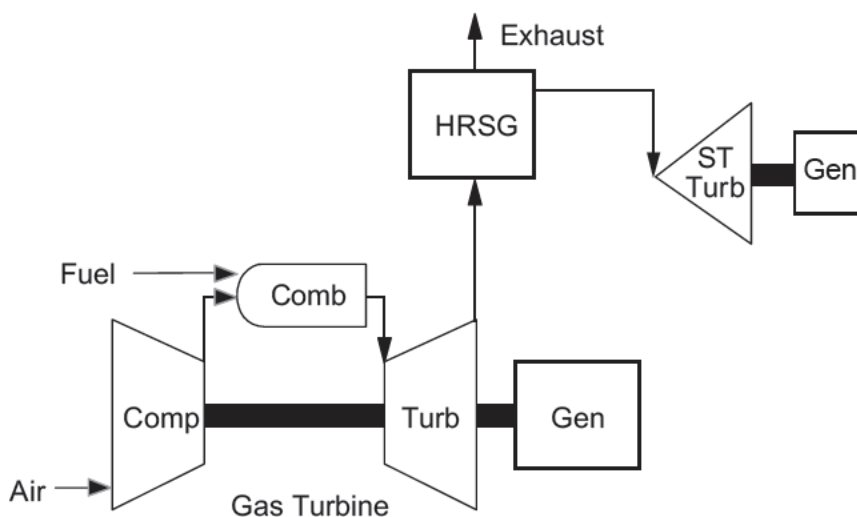 Exhaust
HRSG
ST
Turb
Gen
Fuel
Comb
Comp
Turb
Gen
Air
Gas Turbine